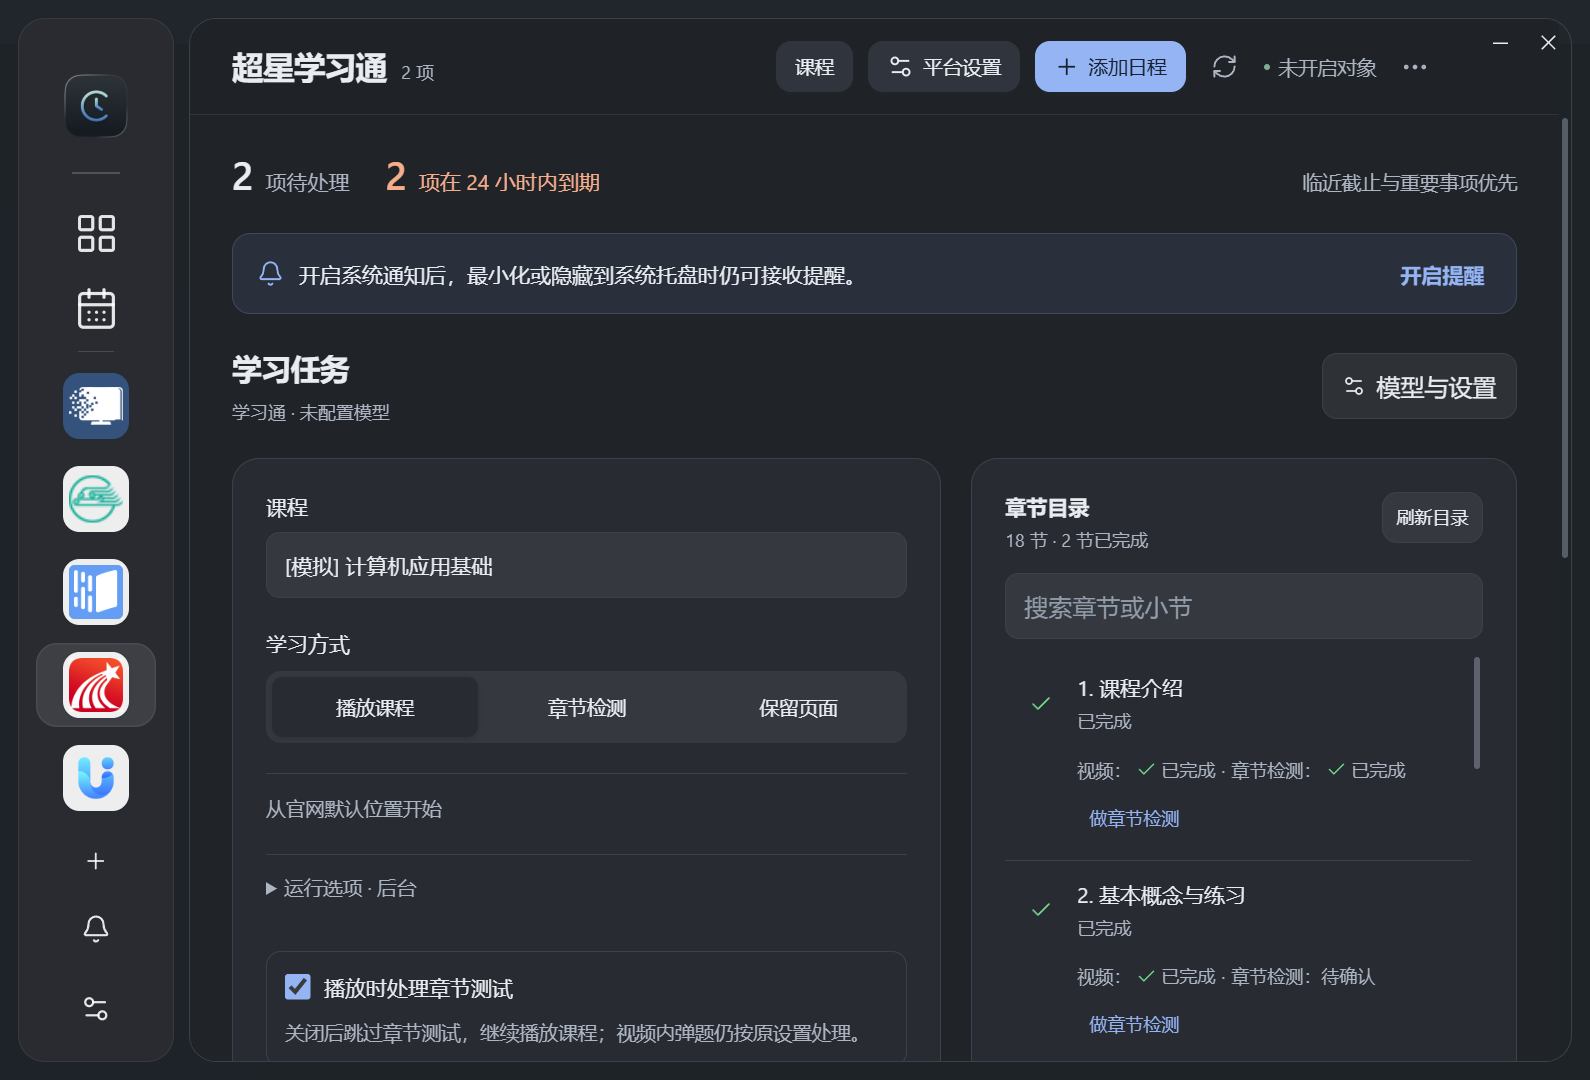 超星学习通 2 项
课程
平台设置
添加日程
未开启对象
2 项待处理 2 项在 24 小时内到期
临近截止与重要事项优先
开启系统通知后，最小化或隐藏到系统托盘时仍可接收提醒。
开启提醒
学习任务
学习通 · 未配置模型
模型与设置
课程
[模拟] 计算机应用基础
学习方式
播放课程 章节检测 保留页面
从官网默认位置开始
运行选项 · 后台
播放时处理章节测试
关闭后跳过章节测试，继续播放课程；视频内弹题仍按原设置处理。
章节目录
18 节 · 2 节已完成
刷新目录
搜索章节或小节
1. 课程介绍
已完成
视频： 已完成 · 章节检测： 已完成
做章节检测
2. 基本概念与练习
已完成
视频： 已完成 · 章节检测：待确认
做章节检测